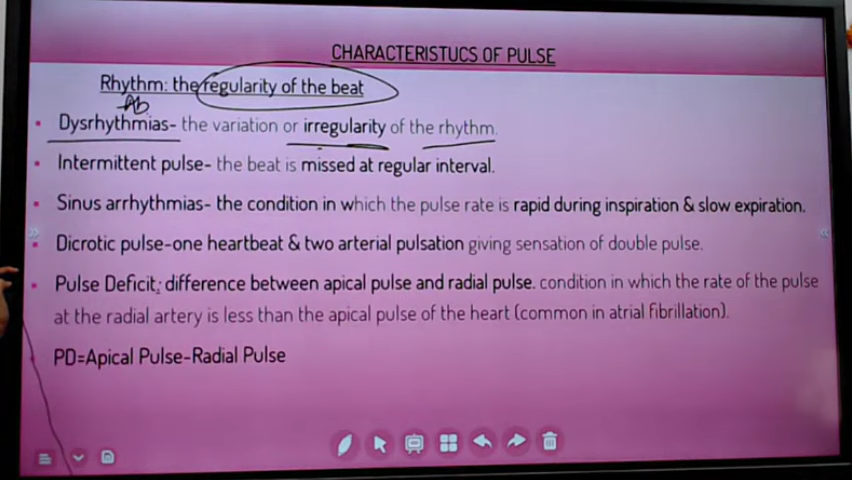 CHARACTERISTUCS OF PULSE
Rhythm: the regularity of the beat
Ab
Dysrhythmias- the variation or irregularity of the rhythm.
Intermittent pulse- the beat is missed at regular interval.
Sinus arrhythmias- the condition in which the pulse rate is rapid during inspiration & slow expiration.
Dicrotic pulse-one heartbeat & two arterial pulsation giving sensation of double pulse.
Pulse Deficit: difference between apical pulse and radial pulse. condition in which the rate of the pulse
at the radial artery is less than the apical pulse of the heart (common in atrial fibrillation).
PD=Apical Pulse-Radial Pulse